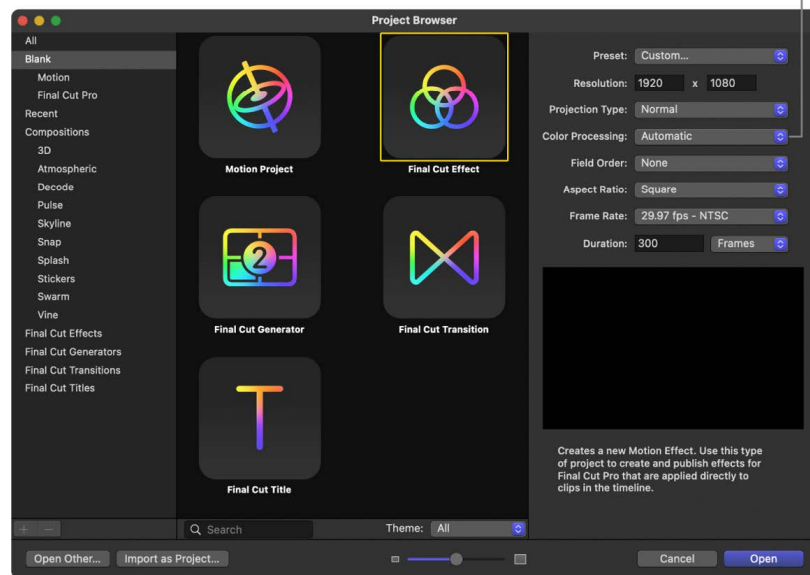 Project Browser
All
Blank
Motion
Final Cut Pro
Recent
Compositions
3D
Atmospheric
Decode
Pulse
Skyline
Snap
Splash
Stickers
Swarm
Vine
Final Cut Effects
Final Cut Generators
Final Cut Transitions
Final Cut Titles
Motion Project
Final Cut Effect
2
Final Cut Generator
Final Cut Transition
T
Final Cut Title
Search
Theme: All
Preset: Custom...
Resolution: 1920 x 1080
Projection Type: Normal
Color Processing: Automatic
Field Order: None
Aspect Ratio: Square
Frame Rate: 29.97 fps - NTSC
Duration: 300 Frames
Creates a new Motion Effect. Use this type
of project to create and publish effects for
Final Cut Pro that are applied directly to
clips in the timeline.
Open Other...
Import as Project...
Cancel
Open